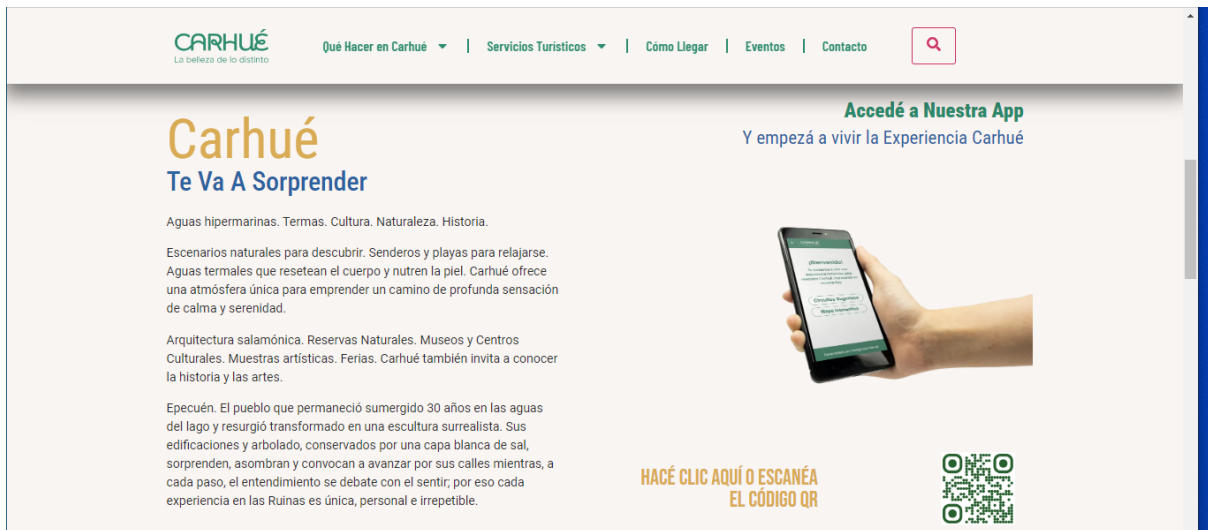 CARHUÉ
La belleza de lo distinto
Qué Hacer en Carhué
Servicios Turísticos
Cómo Llegar
Eventos
Contacto
Carhué
Te Va A Sorprender
Aguas hipermarinas. Termas. Cultura. Naturaleza. Historia.
Escenarios naturales para descubrir. Senderos y playas para relajarse.
Aguas termales que resetean el cuerpo y nutren la piel. Carhué ofrece
una atmósfera única para emprender un camino de profunda sensación
de calma y serenidad.
Arquitectura salamónica. Reservas Naturales. Museos y Centros
Culturales. Muestras artísticas. Ferias. Carhué también invita a conocer
la historia y las artes.
Epecuén. El pueblo que permaneció sumergido 30 años en las aguas
del lago y resurgió transformado en una escultura surrealista. Sus
edificaciones y arbolado, conservados por una capa blanca de sal,
sorprenden, asombran y convocan a avanzar por sus calles mientras, a
cada paso, el entendimiento se debate con el sentir; por eso cada
experiencia en las Ruinas es única, personal e irrepetible.
Accedé a Nuestra App
Y empezá a vivir la Experiencia Carhué
¡Bienvenido!
Circuitos Sugeridos
Mapa Interactivo
HACÉ CLIC AQUÍ O ESCANÉA
EL CÓDIGO QR